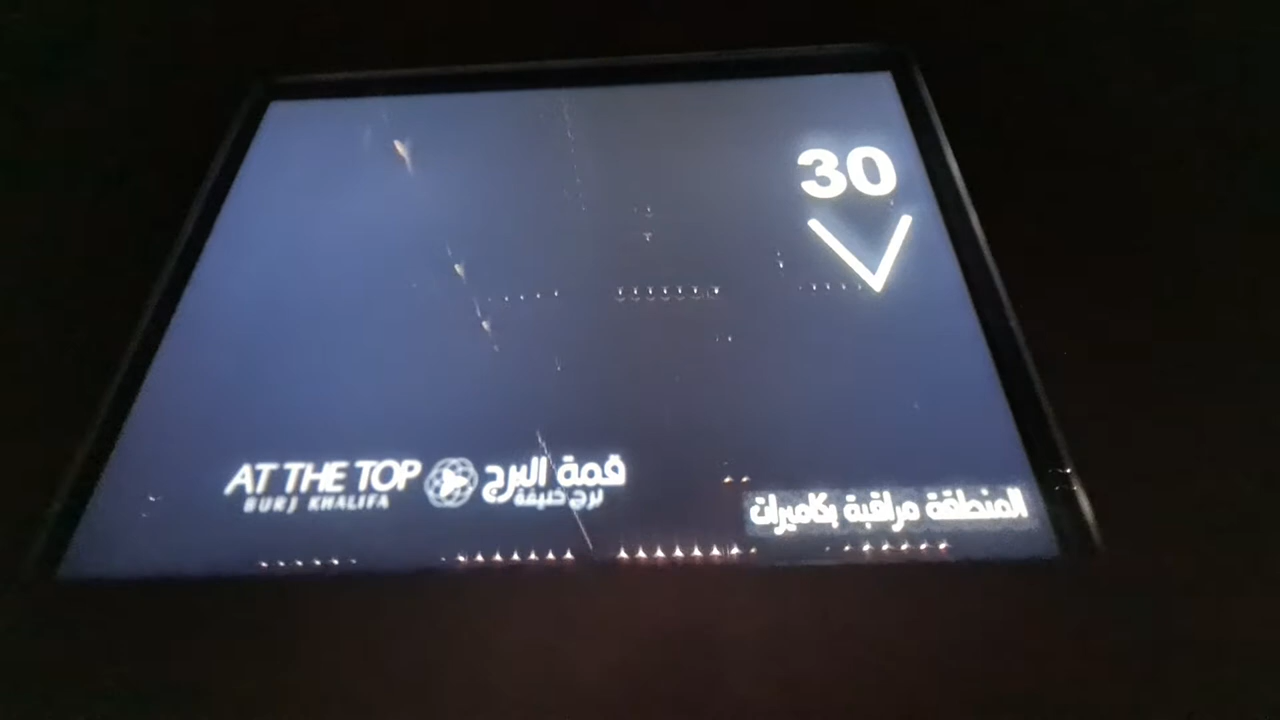 30
AT THE TOP
BURJ KHALIFA
قمة البرج
برج خليفة
المنطقة مراقبة بكاميرات